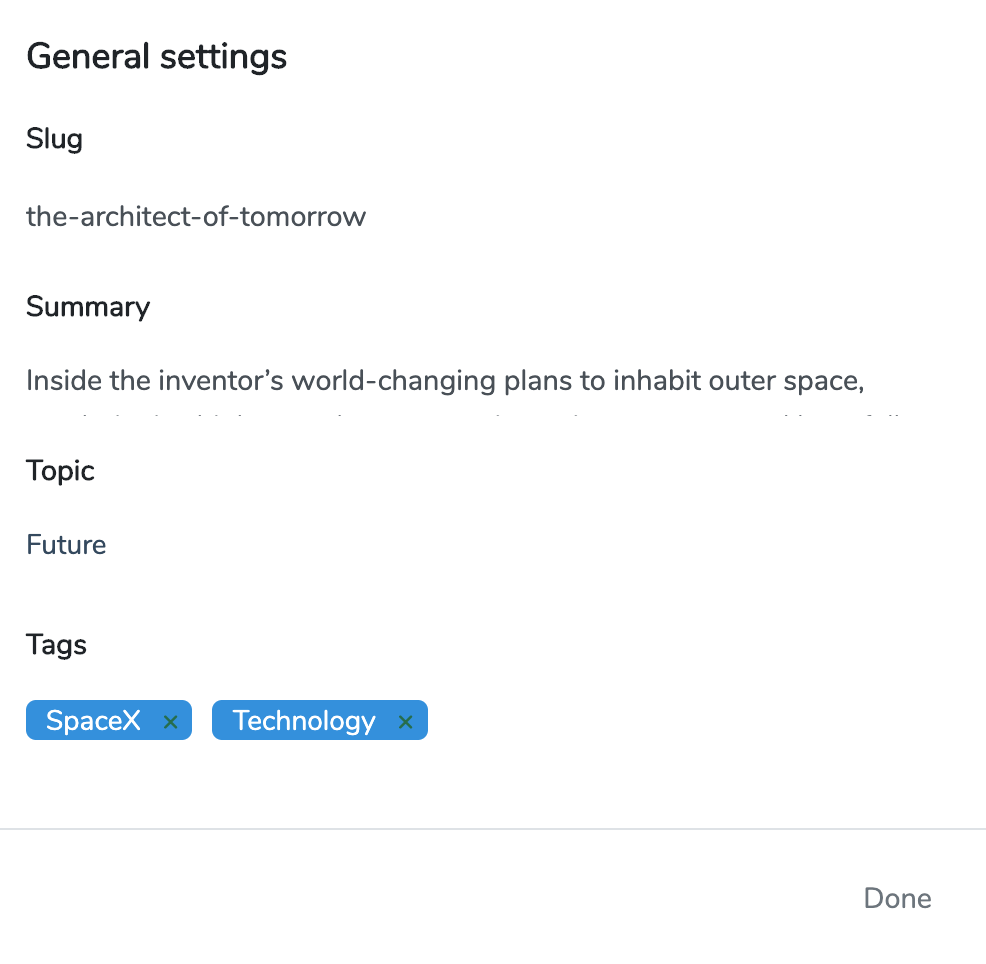 General settings
Slug
the-architect-of-tomorrow
Summary
Inside the inventor’s world-changing plans to inhabit outer space,
Topic
Future
Tags
SpaceX × Technology ×
Done